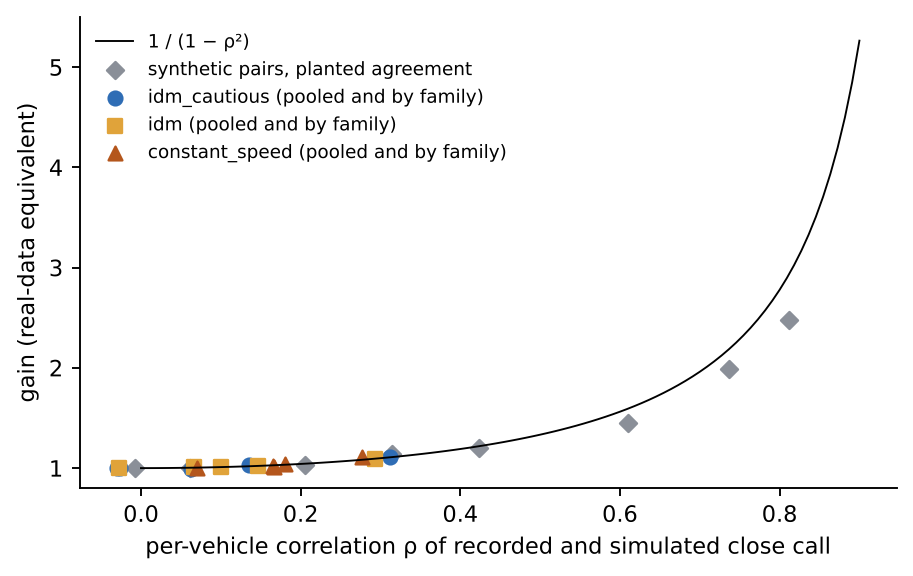 1 / (1 − ρ²)
synthetic pairs, planted agreement
idm_cautious (pooled and by family)
idm (pooled and by family)
constant_speed (pooled and by family)
gain (real-data equivalent)
5
4
3
2
1
0.0 0.2 0.4 0.6 0.8
per-vehicle correlation ρ of recorded and simulated close call